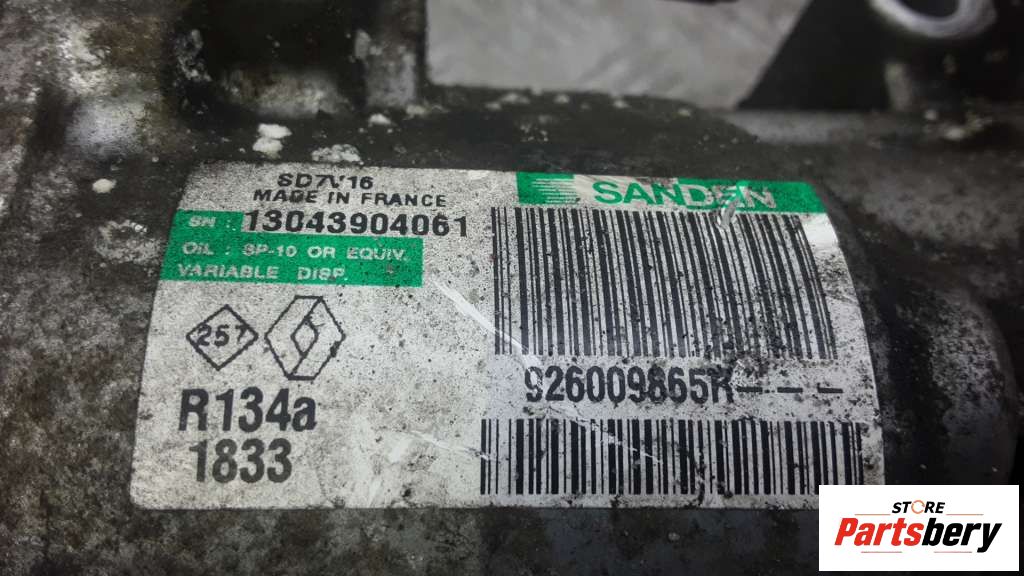 SD7V16
MADE IN FRANCE
SANDEN
SN : 13043904061
OIL : SP-10 OR EQUIV.
VARIABLE DISP.
257
R134a
1833
926009865R---
STORE
Partsbery